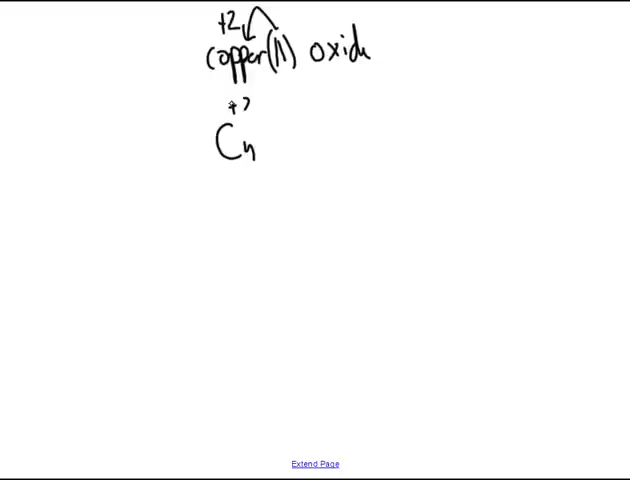 +2
copper(II) oxide
+2
Cu
Extend Page